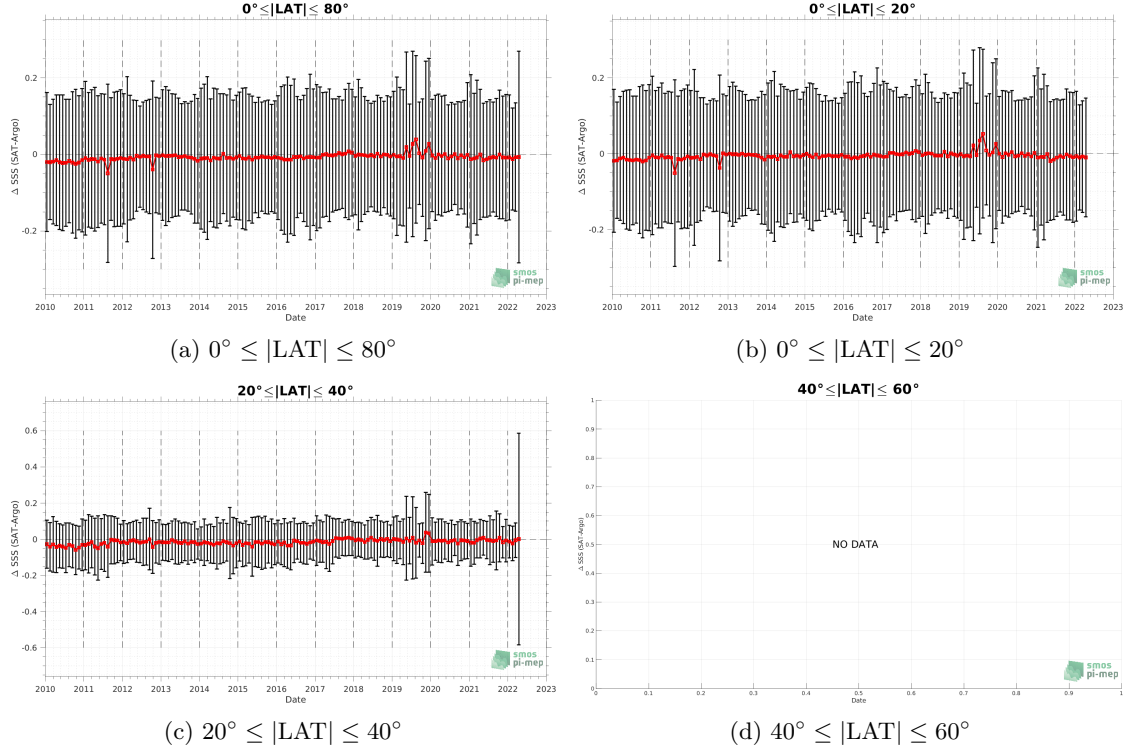 0°≤|LAT|≤ 80°
Δ SSS (SAT-Argo)
0.2
0
-0.2
2010 2011 2012 2013 2014 2015 2016 2017 2018 2019 2020 2021 2022 2023
Date
smos
pi-mep
(a) 0° ≤ |LAT| ≤ 80°
0°≤|LAT|≤ 20°
Δ SSS (SAT-Argo)
0.2
0
-0.2
2010 2011 2012 2013 2014 2015 2016 2017 2018 2019 2020 2021 2022 2023
Date
smos
pi-mep
(b) 0° ≤ |LAT| ≤ 20°
20°≤|LAT|≤ 40°
Δ SSS (SAT-Argo)
0.6
0.4
0.2
0
-0.2
-0.4
-0.6
2010 2011 2012 2013 2014 2015 2016 2017 2018 2019 2020 2021 2022 2023
Date
smos
pi-mep
(c) 20° ≤ |LAT| ≤ 40°
40°≤|LAT|≤ 60°
Δ SSS (SAT-Argo)
1
0.9
0.8
0.7
0.6
0.5
0.4
0.3
0.2
0.1
0
NO DATA
0 0.1 0.2 0.3 0.4 0.5 0.6 0.7 0.8 0.9 1
Date
smos
pi-mep
(d) 40° ≤ |LAT| ≤ 60°